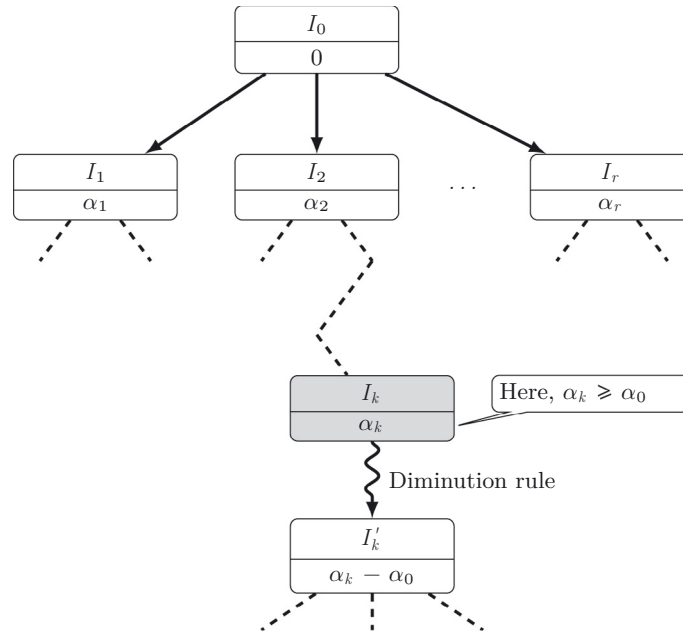 I₀
0
I₁
α₁
I₂
α₂
...
Iᵣ
αᵣ
Iₖ
αₖ
Here, αₖ ⩾ α₀
Diminution rule
I′ₖ
αₖ − α₀